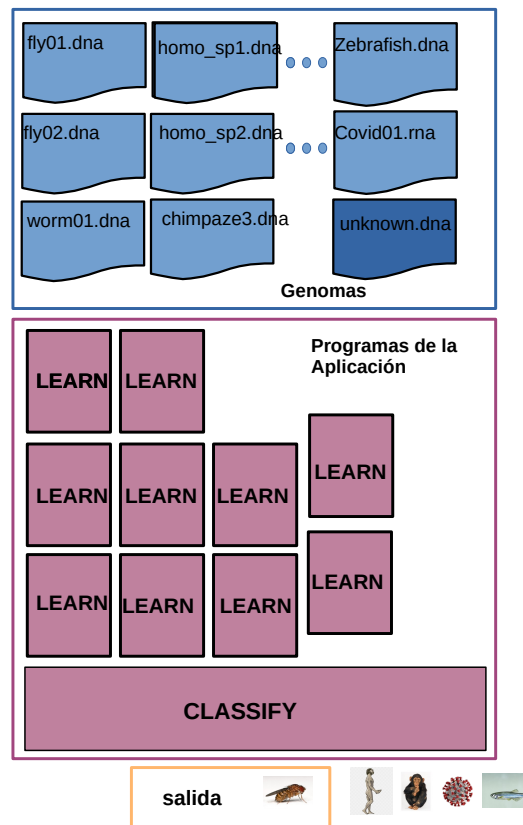 fly01.dna
homo_sp1.dna
Zebrafish.dna
fly02.dna
homo_sp2.dna
Covid01.rna
worm01.dna
chimpaze3.dna
unknown.dna
Genomas
Programas de la
Aplicación
LEARN
LEARN
LEARN
LEARN
LEARN
LEARN
LEARN
LEARN
LEARN
LEARN
CLASSIFY
salida